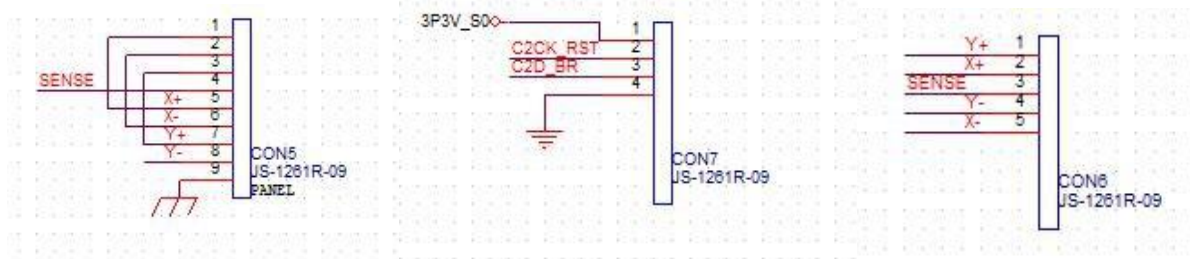 1
2
3
4
SENSE
5
X+
6
X-
7
Y+
8
Y-
9
CON5
JS-1261R-09
PANEL
3P3V_S0
1
C2CK_RST
2
C2D_BR
3
4
CON7
JS-1261R-09
Y+ 1
X+ 2
SENSE 3
Y- 4
X- 5
CON6
JS-1261R-09